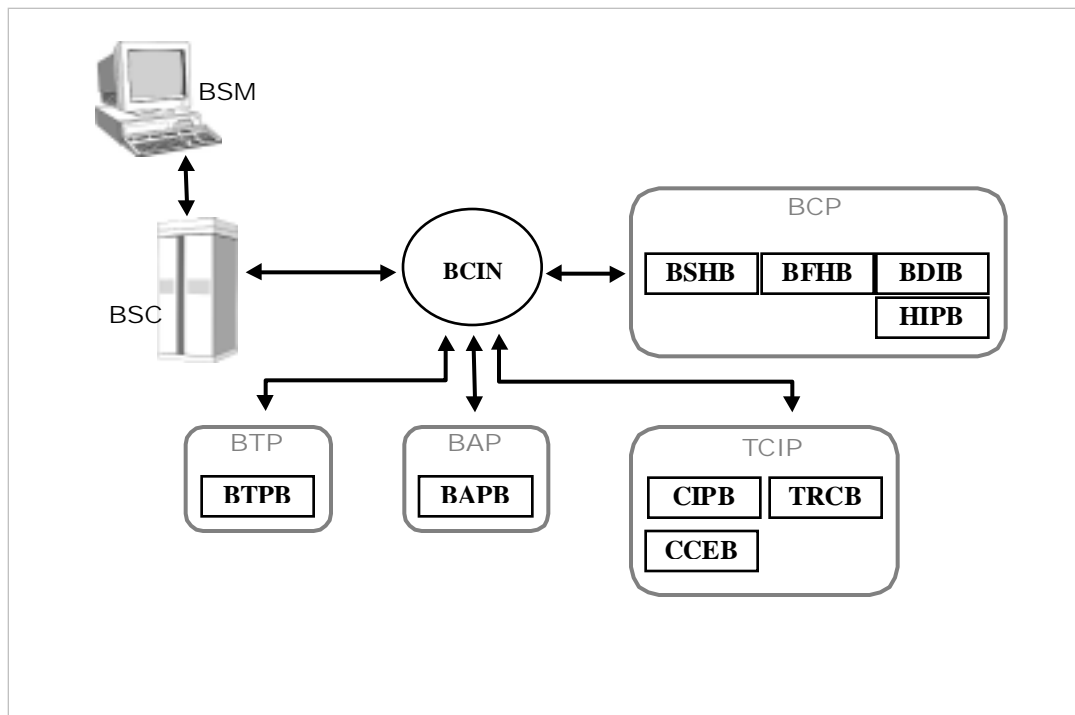 BSM
BCP
BSHB BFHB BDIB
BCIN
HIPB
BSC
BTP BAP TCIP
BTPB BAPB CIPB TRCB
CCEB